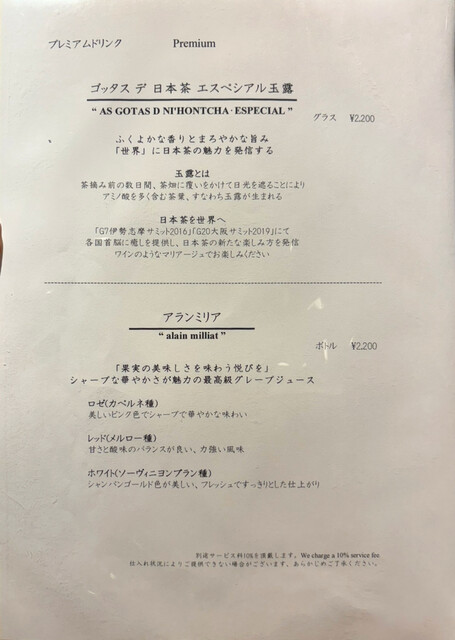 プレミアムドリンク Premium
ゴッタス デ 日本茶 エスペシアル玉露
“ AS GOTAS D NI'HONTCHA · ESPECIAL ” グラス ¥2,200
ふくよかな香りとまろやかな旨み
「世界」に日本茶の魅力を発信する
玉露とは
茶摘み前の数日間、茶畑に覆いをかけて日光を遮ることにより
アミノ酸を多く含む茶葉、すなわち玉露が生まれる
日本茶を世界へ
「G7伊勢志摩サミット2016」「G20大阪サミット2019」にて
各国首脳に癒しを提供し、日本茶の新たな楽しみ方を発信
ワインのようなマリアージュでお楽しみください
アランミリア
“ alain milliat ” ボトル ¥2,200
「果実の美味しさを味わう悦びを」
シャープな華やかさが魅力の最高級グレープジュース
ロゼ(カベルネ種)
美しいピンク色でシャープで華やかな味わい
レッド(メルロー種)
甘さと酸味のバランスが良い、力強い風味
ホワイト(ソーヴィニヨンブラン種)
シャンパンゴールド色が美しい、フレッシュですっきりとした仕上がり
別途サービス料10%を頂戴します。We charge a 10% service fee
仕入れ状況によりご提供できない場合がございます。あらかじめご了承ください。